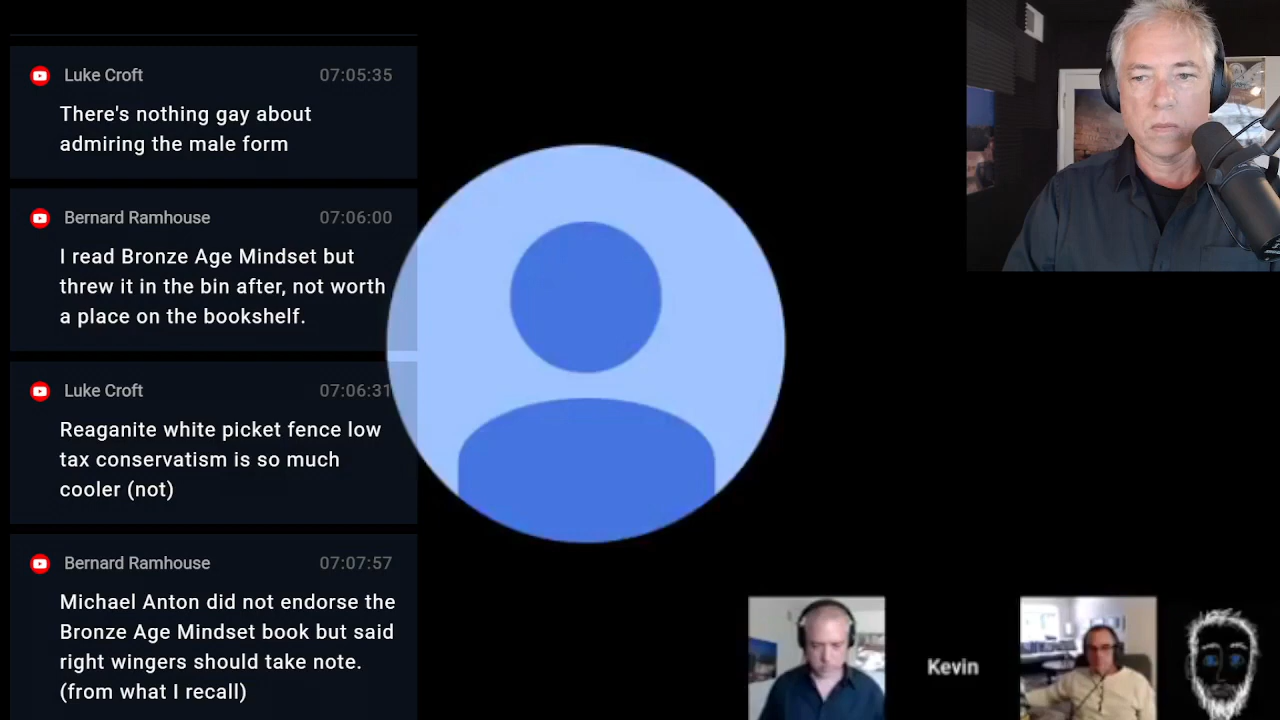 Luke Croft 07:05:35
There's nothing gay about
admiring the male form
Bernard Ramhouse 07:06:00
I read Bronze Age Mindset but
threw it in the bin after, not worth
a place on the bookshelf.
Luke Croft 07:06:31
Reaganite white picket fence low
tax conservatism is so much
cooler (not)
Bernard Ramhouse 07:07:57
Michael Anton did not endorse the
Bronze Age Mindset book but said
right wingers should take note.
(from what I recall)
Kevin